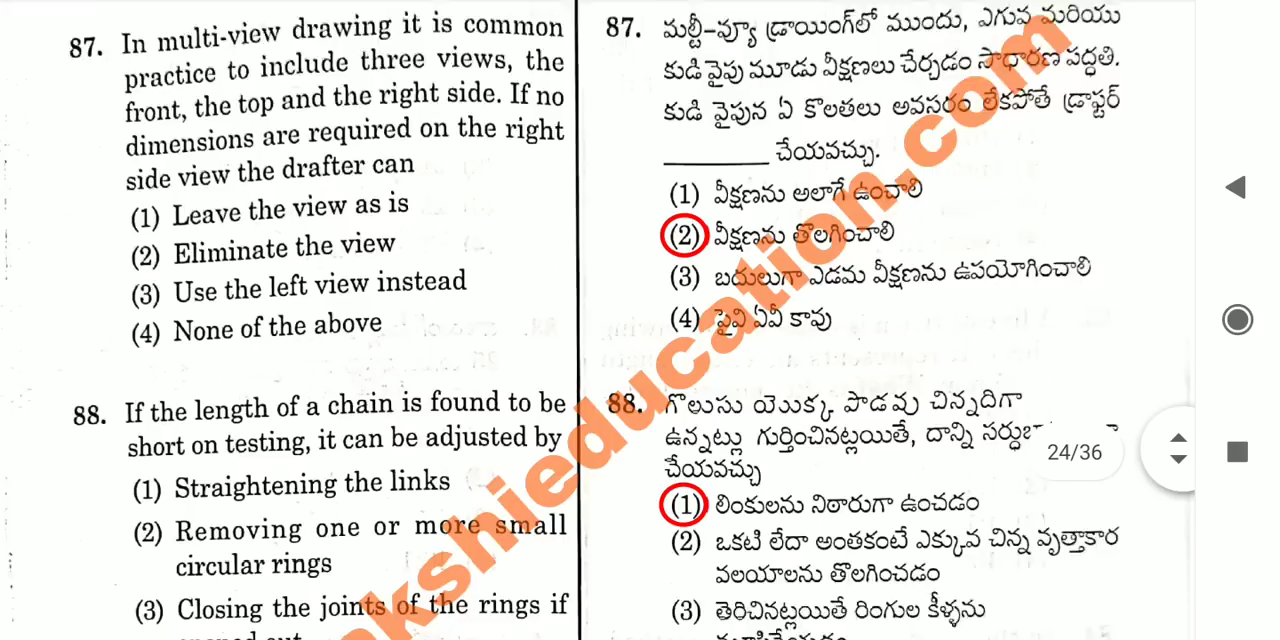 87. In multi-view drawing it is common
practice to include three views, the
front, the top and the right side. If no
dimensions are required on the right
side view the drafter can
(1) Leave the view as is
(2) Eliminate the view
(3) Use the left view instead
(4) None of the above
88. If the length of a chain is found to be
short on testing, it can be adjusted by
(1) Straightening the links
(2) Removing one or more small
circular rings
(3) Closing the joints of the rings if
opened out
87. మల్టీ-వ్యూ డ్రాయింగ్‌లో ముందు, ఎగువ మరియు
కుడి వైపు మూడు వీక్షణలు చేర్చడం సాధారణ పద్ధతి.
కుడి వైపున ఏ కొలతలు అవసరం లేకపోతే డ్రాఫ్టర్
________ చేయవచ్చు.
(1) వీక్షణను అలాగే ఉంచాలి
(2) వీక్షణను తొలగించాలి
(3) బదులుగా ఎడమ వీక్షణను ఉపయోగించాలి
(4) పైవి ఏవీ కావు
88. గొలుసు యొక్క పొడవు చిన్నదిగా
ఉన్నట్లు గుర్తించినట్లయితే, దాన్ని
చేయవచ్చు
(1) లింకులను నిఠారుగా ఉంచడం
(2) ఒకటి లేదా అంతకంటే ఎక్కువ చిన్న వృత్తాకార
వలయాలను తొలగించడం
(3) తెరిచినట్లయితే రింగుల కీళ్ళను
24/36
kshieducation.com